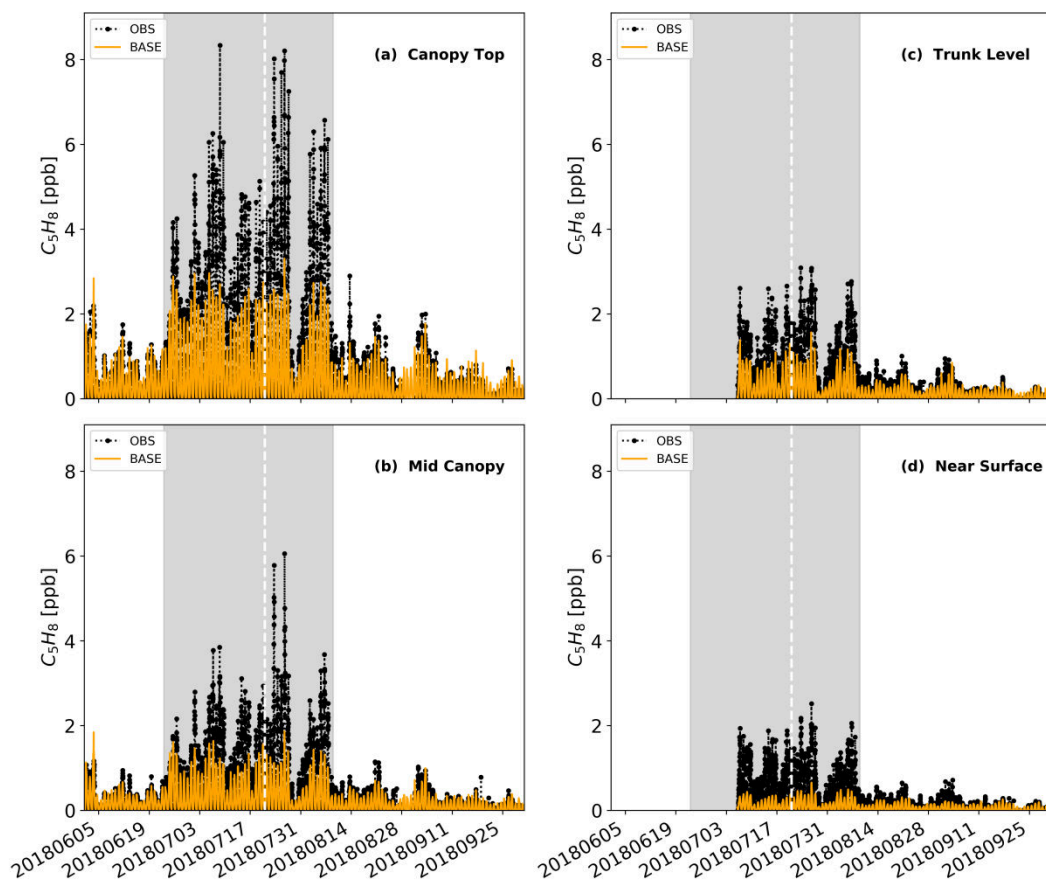 OBS
BASE
(a) Canopy Top
8
6
4
2
0
C5H8 [ppb]
OBS
BASE
(c) Trunk Level
8
6
4
2
0
C5H8 [ppb]
OBS
BASE
(b) Mid Canopy
8
6
4
2
0
C5H8 [ppb]
20180605
20180619
20180703
20180717
20180731
20180814
20180828
20180911
20180925
OBS
BASE
(d) Near Surface
8
6
4
2
0
C5H8 [ppb]
20180605
20180619
20180703
20180717
20180731
20180814
20180828
20180911
20180925